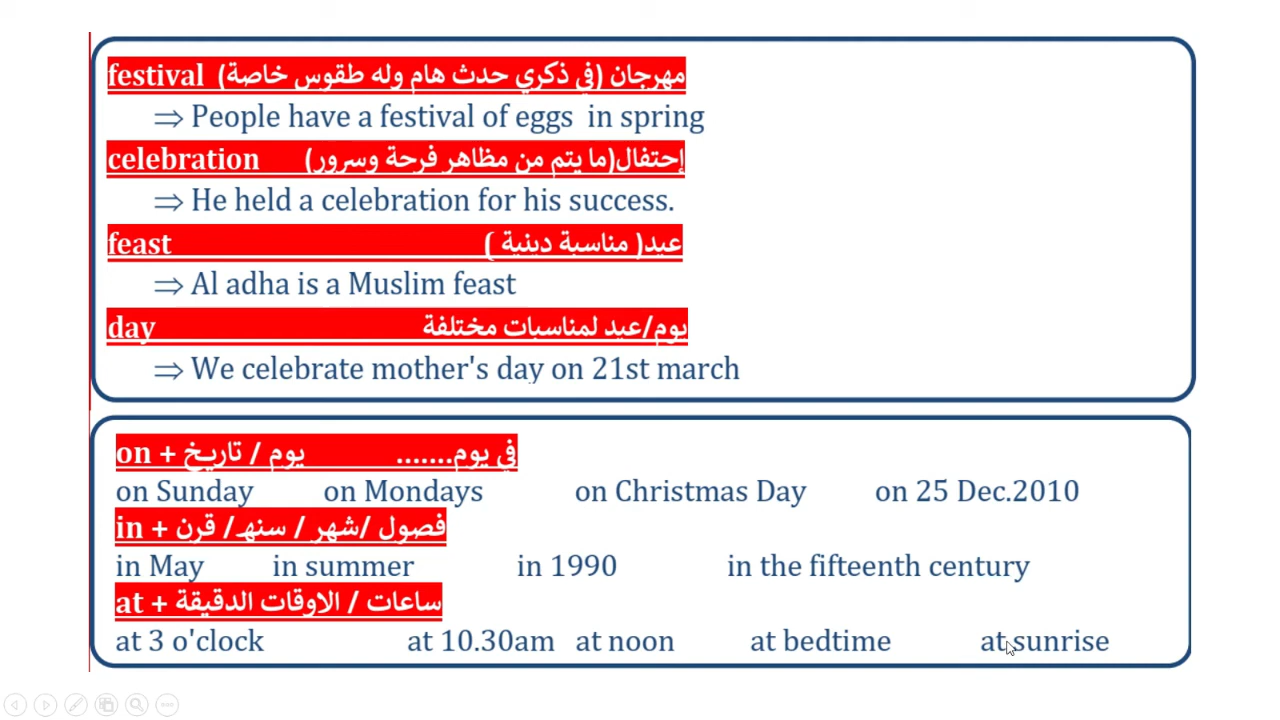 festival (في ذكري حدث هام وله طقوس خاصة) مهرجان
⇒ People have a festival of eggs in spring
celebration إحتفال(ما يتم من مظاهر فرحة وسرور)
⇒ He held a celebration for his success.
feast عيد( مناسبة دينية )
⇒ Al adha is a Muslim feast
day يوم/عيد لمناسبات مختلفة
⇒ We celebrate mother's day on 21st march
on + يوم / تاريخ في يوم.......
on Sunday on Mondays on Christmas Day on 25 Dec.2010
in + فصول /شهر / سنهـ/ قرن
in May in summer in 1990 in the fifteenth century
at + ساعات / الاوقات الدقيقة
at 3 o'clock at 10.30am at noon at bedtime at sunrise